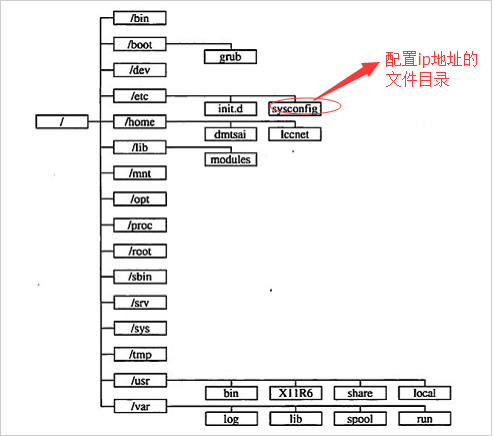 /bin
/boot
grub
配置ip地址的
文件目录
/dev
/etc
init.d
sysconfig
/
/home
dmtsai
lccnet
/lib
modules
/mnt
/opt
/proc
/root
/sbin
/srv
/sys
/tmp
/usr
bin
X11R6
share
local
/var
log
lib
spool
run